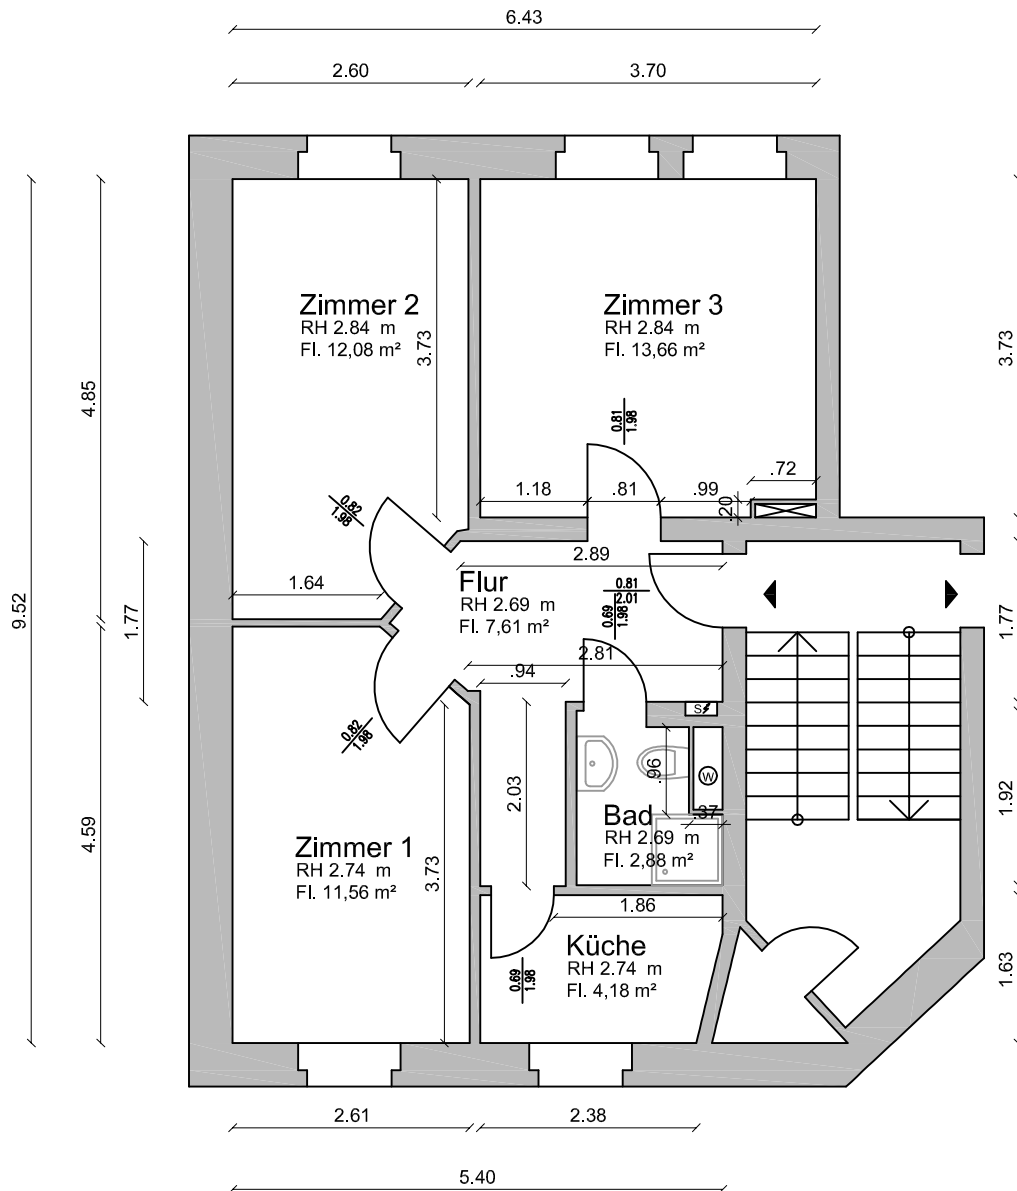 6.43
2.60
3.70
Zimmer 2
RH 2.84 m
Fl. 12,08 m²
3.73
Zimmer 3
RH 2.84 m
Fl. 13,66 m²
3.73
4.85
0.81
1.98
.72
1.18
.81
.99
.20
0.82
1.98
2.89
1.64
Flur
RH 2.69 m
Fl. 7,61 m²
0.81
2.01
0.69
1.98
9.52
1.77
1.77
2.81
.94
S
0.82
1.98
.96
W
2.03
1.92
Bad
RH 2.69 m
Fl. 2,88 m²
.37
4.59
Zimmer 1
RH 2.74 m
Fl. 11,56 m²
3.73
1.86
Küche
RH 2.74 m
Fl. 4,18 m²
0.69
1.98
1.63
2.61
2.38
5.40